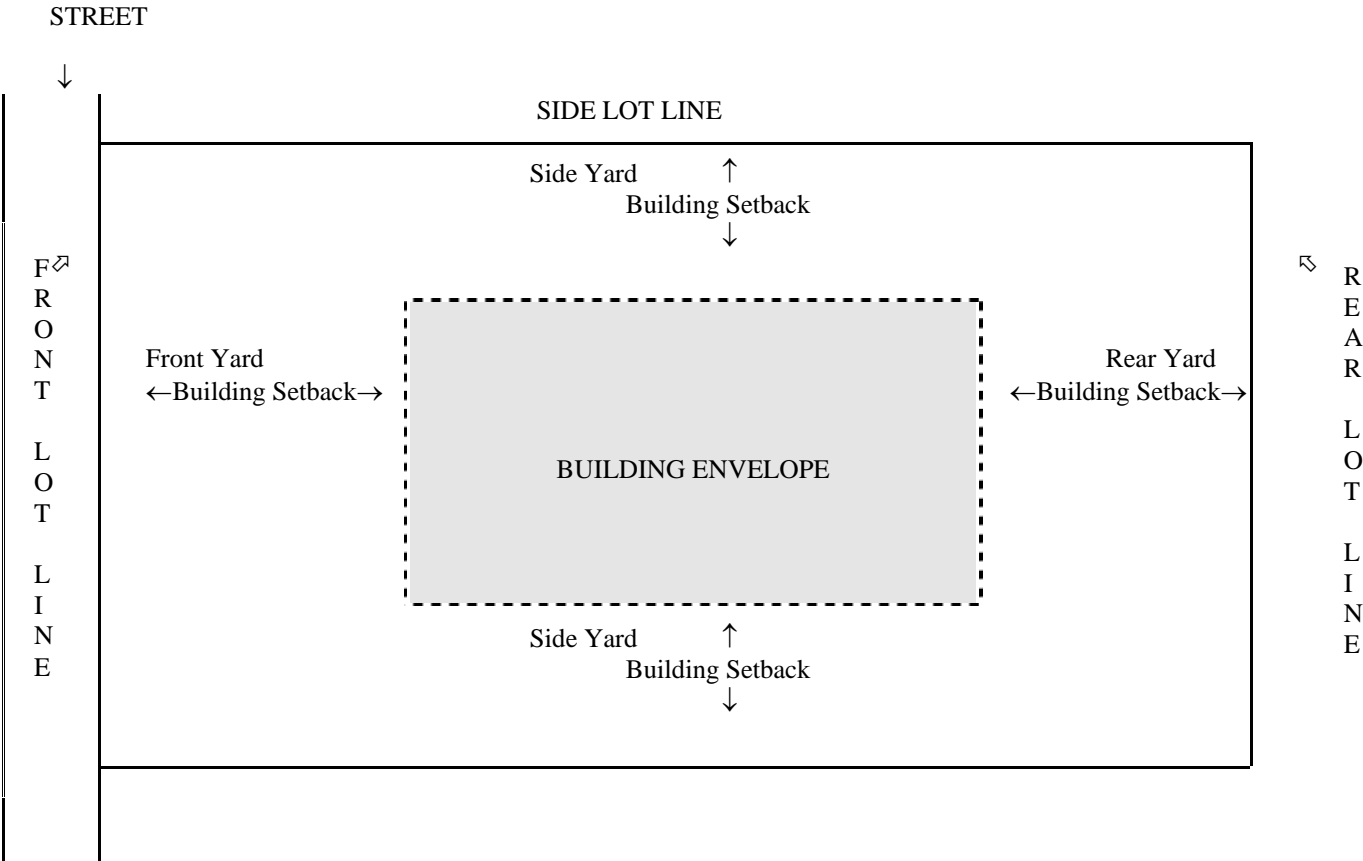 STREET
↓
SIDE LOT LINE
Side Yard ↑
Building Setback
↓
FRONT LOT LINE
REAR LOT LINE
Front Yard
←Building Setback→
Rear Yard
←Building Setback→
BUILDING ENVELOPE
Side Yard ↑
Building Setback
↓